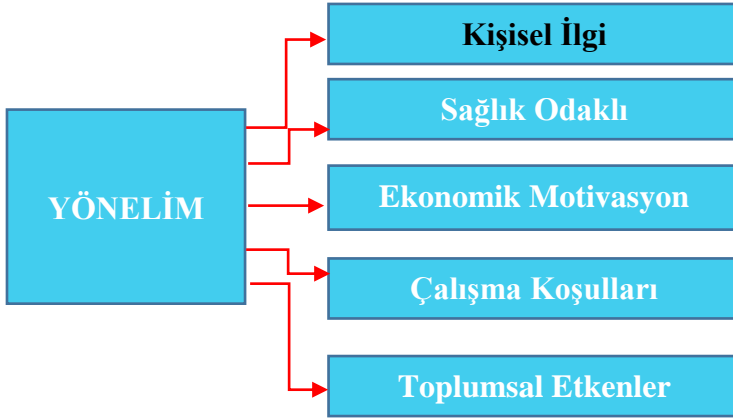 Kişisel İlgi
Sağlık Odaklı
YÖNELİM
Ekonomik Motivasyon
Çalışma Koşulları
Toplumsal Etkenler